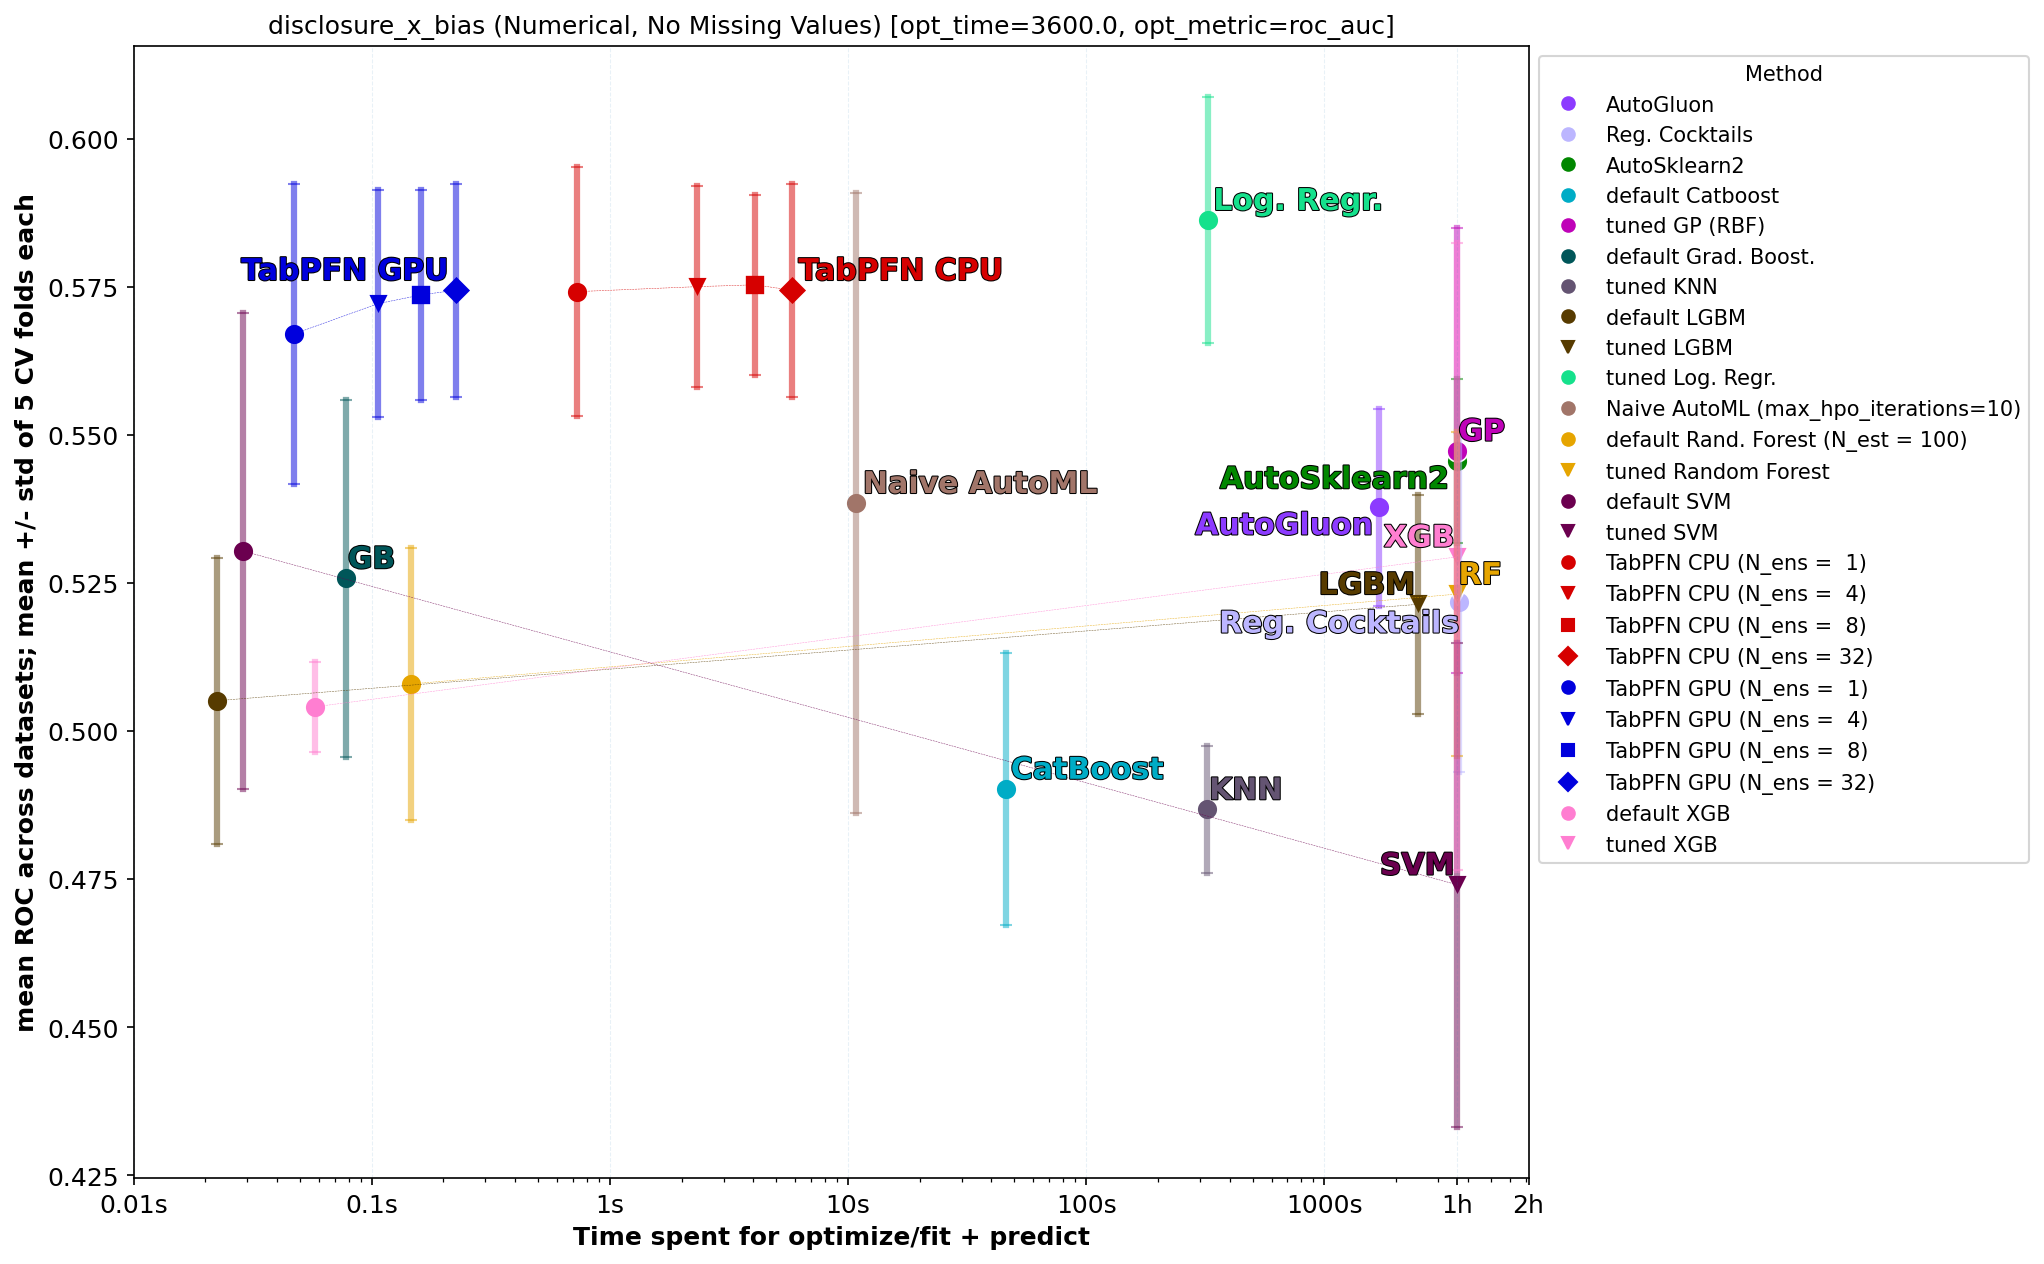 disclosure_x_bias (Numerical, No Missing Values) [opt_time=3600.0, opt_metric=roc_auc]
mean ROC across datasets; mean +/- std of 5 CV folds each
0.600
0.575
0.550
0.525
0.500
0.475
0.450
0.425
Log. Regr.
TabPFN GPU
TabPFN CPU
GP
Naive AutoML
AutoSklearn2
AutoGluon
XGB
GB
RF
LGBM
Reg. Cocktails
CatBoost
KNN
SVM
0.01s
0.1s
1s
10s
100s
1000s
1h
2h
Time spent for optimize/fit + predict
Method
AutoGluon
Reg. Cocktails
AutoSklearn2
default Catboost
tuned GP (RBF)
default Grad. Boost.
tuned KNN
default LGBM
tuned LGBM
tuned Log. Regr.
Naive AutoML (max_hpo_iterations=10)
default Rand. Forest (N_est = 100)
tuned Random Forest
default SVM
tuned SVM
TabPFN CPU (N_ens =  1)
TabPFN CPU (N_ens =  4)
TabPFN CPU (N_ens =  8)
TabPFN CPU (N_ens = 32)
TabPFN GPU (N_ens =  1)
TabPFN GPU (N_ens =  4)
TabPFN GPU (N_ens =  8)
TabPFN GPU (N_ens = 32)
default XGB
tuned XGB